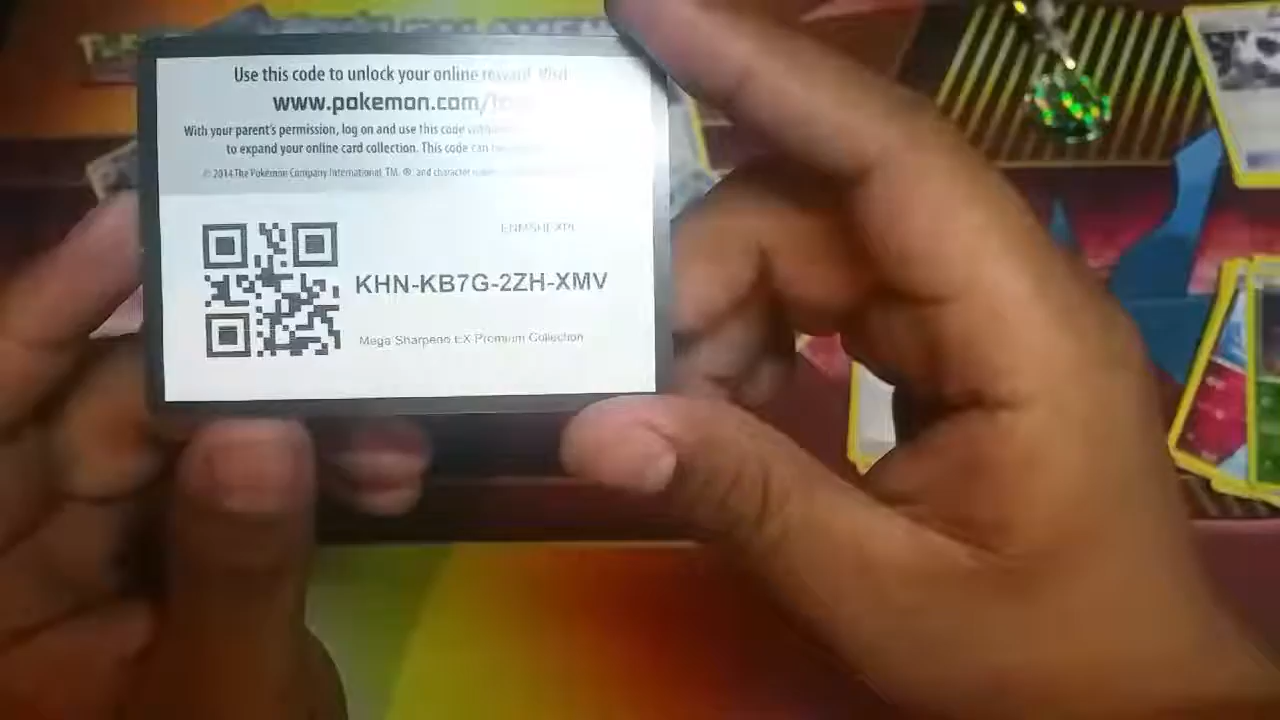 Use this code to unlock your online reward. Visit
www.pokemon.com/
With your parent's permission, log on and use this code
to expand your online card collection. This code can
© 2014 The Pokémon Company International. TM, ®, and character
KHN-KB7G-2ZH-XMV
Mega Sharpedo EX Premium Collection